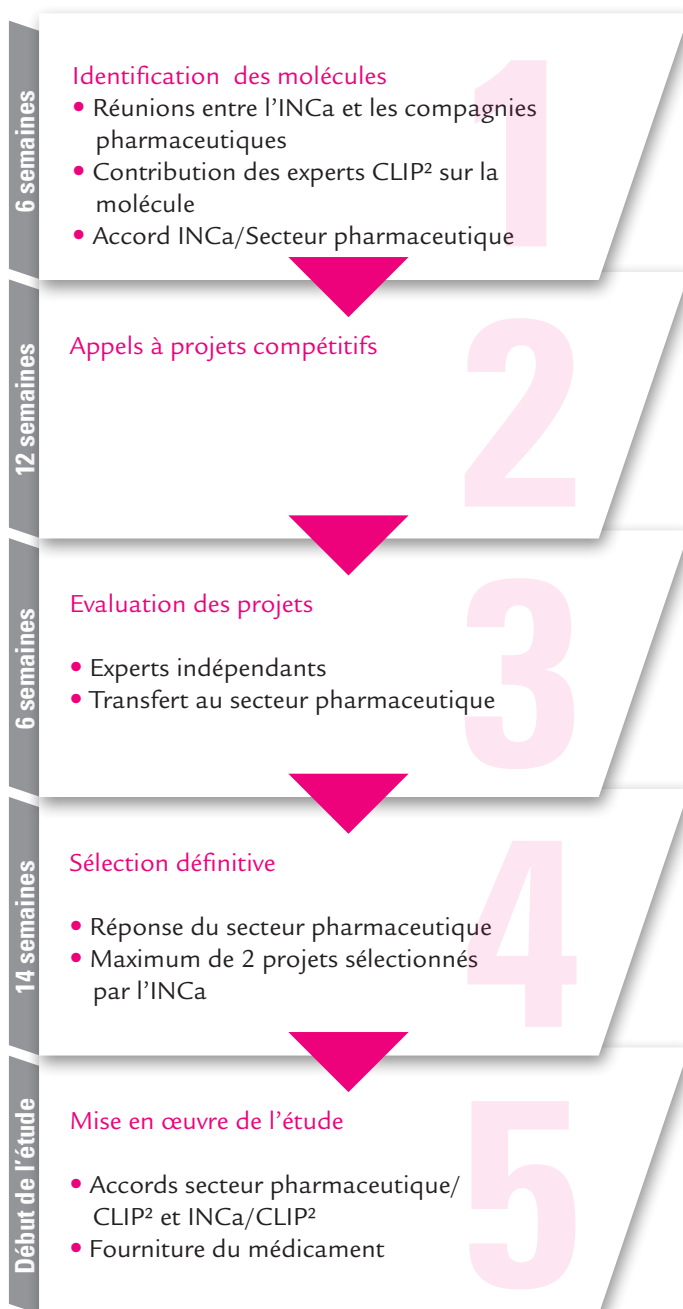 6 semaines
1
Identification des molécules
• Réunions entre l’INCa et les compagnies
pharmaceutiques
• Contribution des experts CLIP² sur la
molécule
• Accord INCa/Secteur pharmaceutique
12 semaines
2
Appels à projets compétitifs
6 semaines
3
Evaluation des projets
• Experts indépendants
• Transfert au secteur pharmaceutique
14 semaines
4
Sélection définitive
• Réponse du secteur pharmaceutique
• Maximum de 2 projets sélectionnés
par l’INCa
Début de l’étude
5
Mise en œuvre de l’étude
• Accords secteur pharmaceutique/
CLIP² et INCa/CLIP²
• Fourniture du médicament